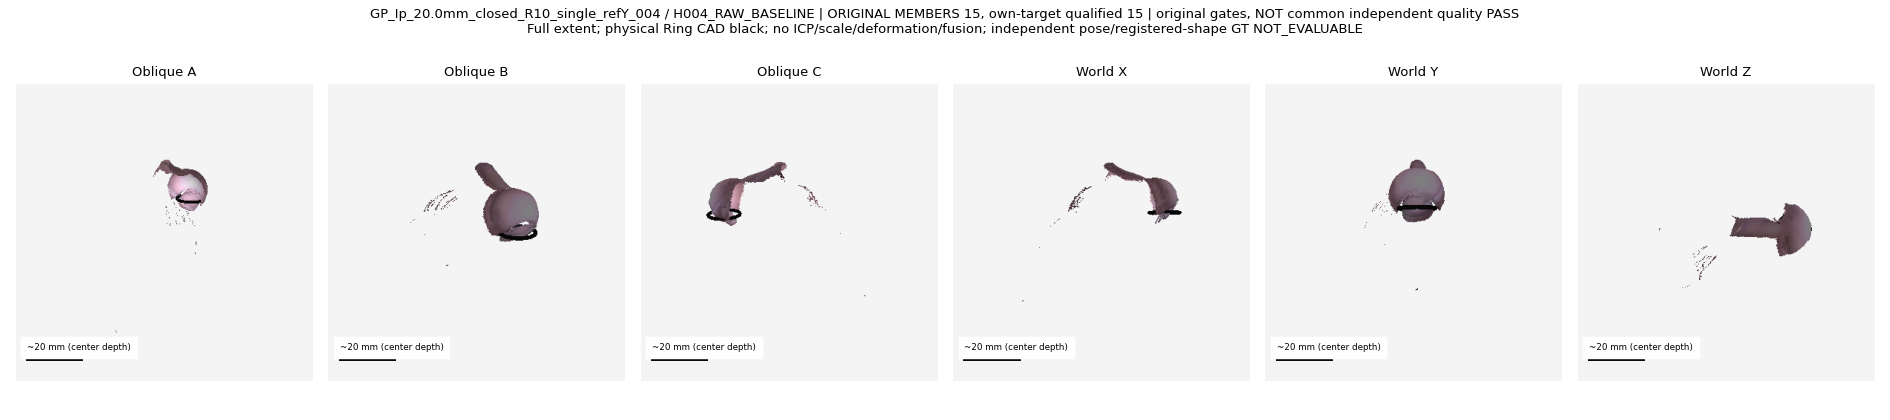 GP_Ip_20.0mm_closed_R10_single_refY_004 / H004_RAW_BASELINE | ORIGINAL MEMBERS 15, own-target qualified 15 | original gates, NOT common independent quality PASS
Full extent; physical Ring CAD black; no ICP/scale/deformation/fusion; independent pose/registered-shape GT NOT_EVALUABLE
Oblique A
Oblique B
Oblique C
World X
World Y
World Z
~20 mm (center depth)
~20 mm (center depth)
~20 mm (center depth)
~20 mm (center depth)
~20 mm (center depth)
~20 mm (center depth)